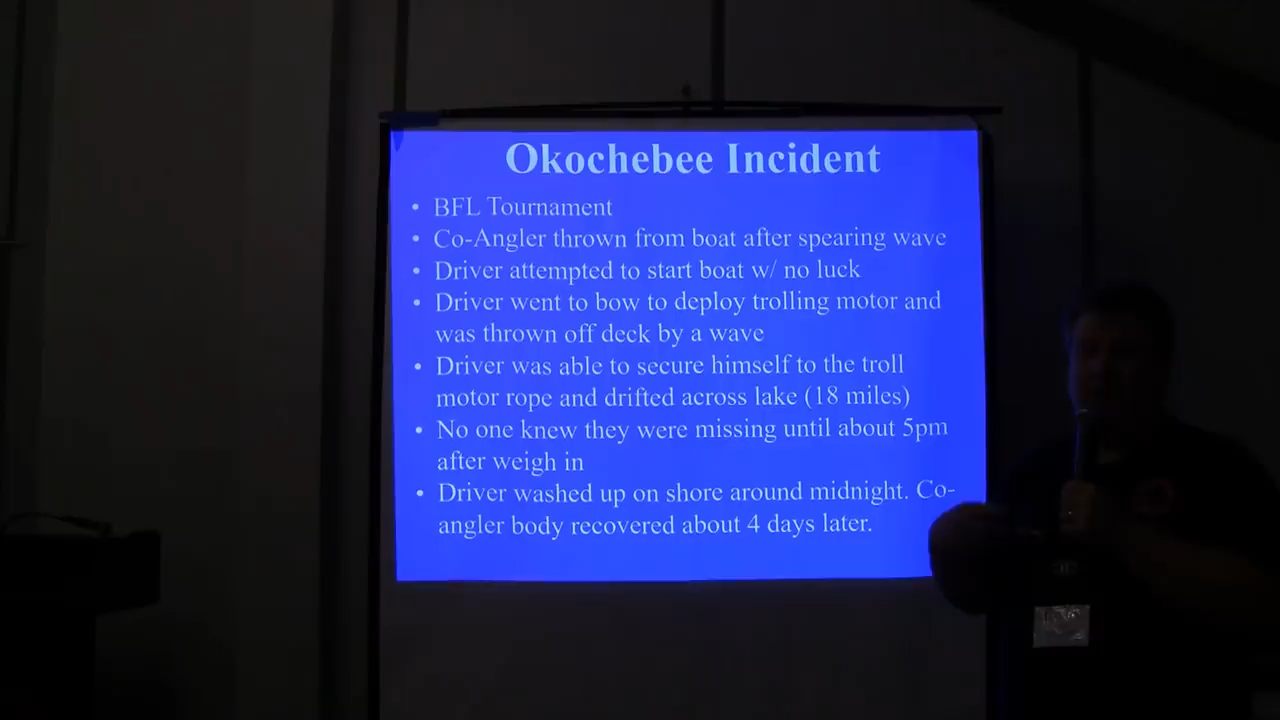 Okochebee Incident
• BFL Tournament
• Co-Angler thrown from boat after spearing wave
• Driver attempted to start boat w/ no luck
• Driver went to bow to deploy trolling motor and
was thrown off deck by a wave
• Driver was able to secure himself to the troll
motor rope and drifted across lake (18 miles)
• No one knew they were missing until about 5pm
after weigh in
• Driver washed up on shore around midnight. Co-
angler body recovered about 4 days later.